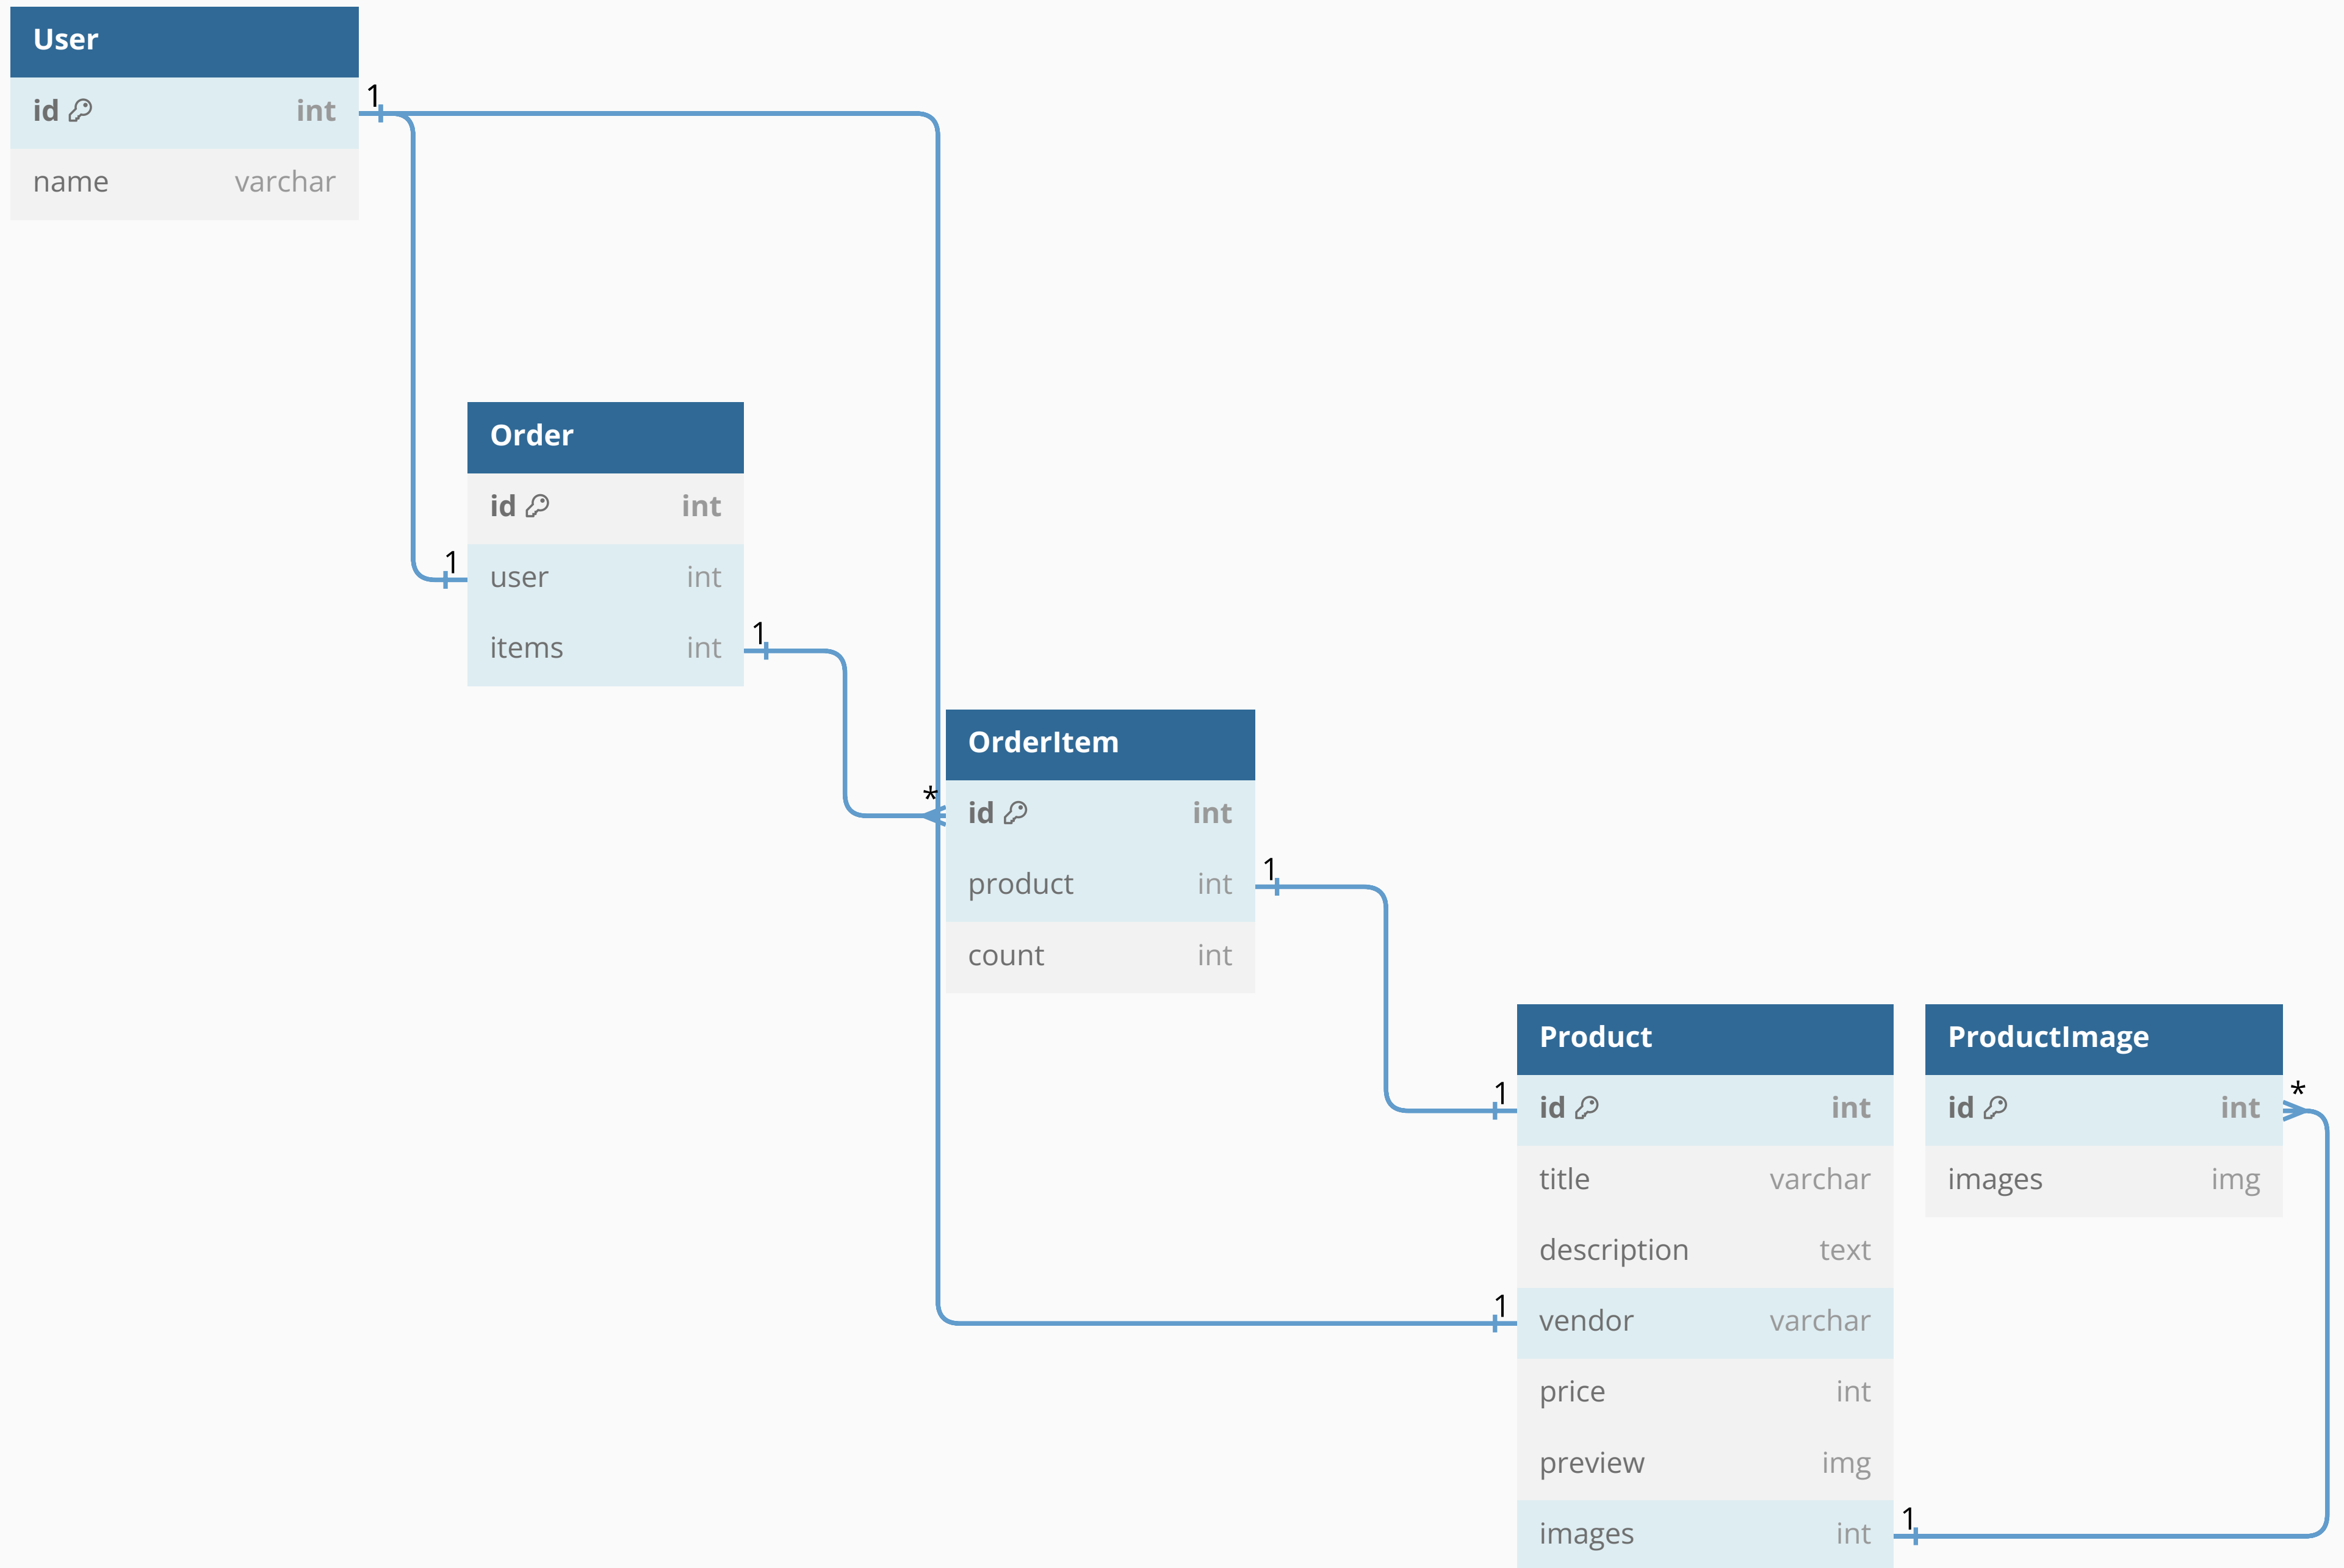 User
id int
name varchar
1
Order
id int
user int
items int
1
1
OrderItem
id int
product int
count int
*
1
Product
id int
title varchar
description text
vendor varchar
price int
preview img
images int
1
1
1
ProductImage
id int
images img
*